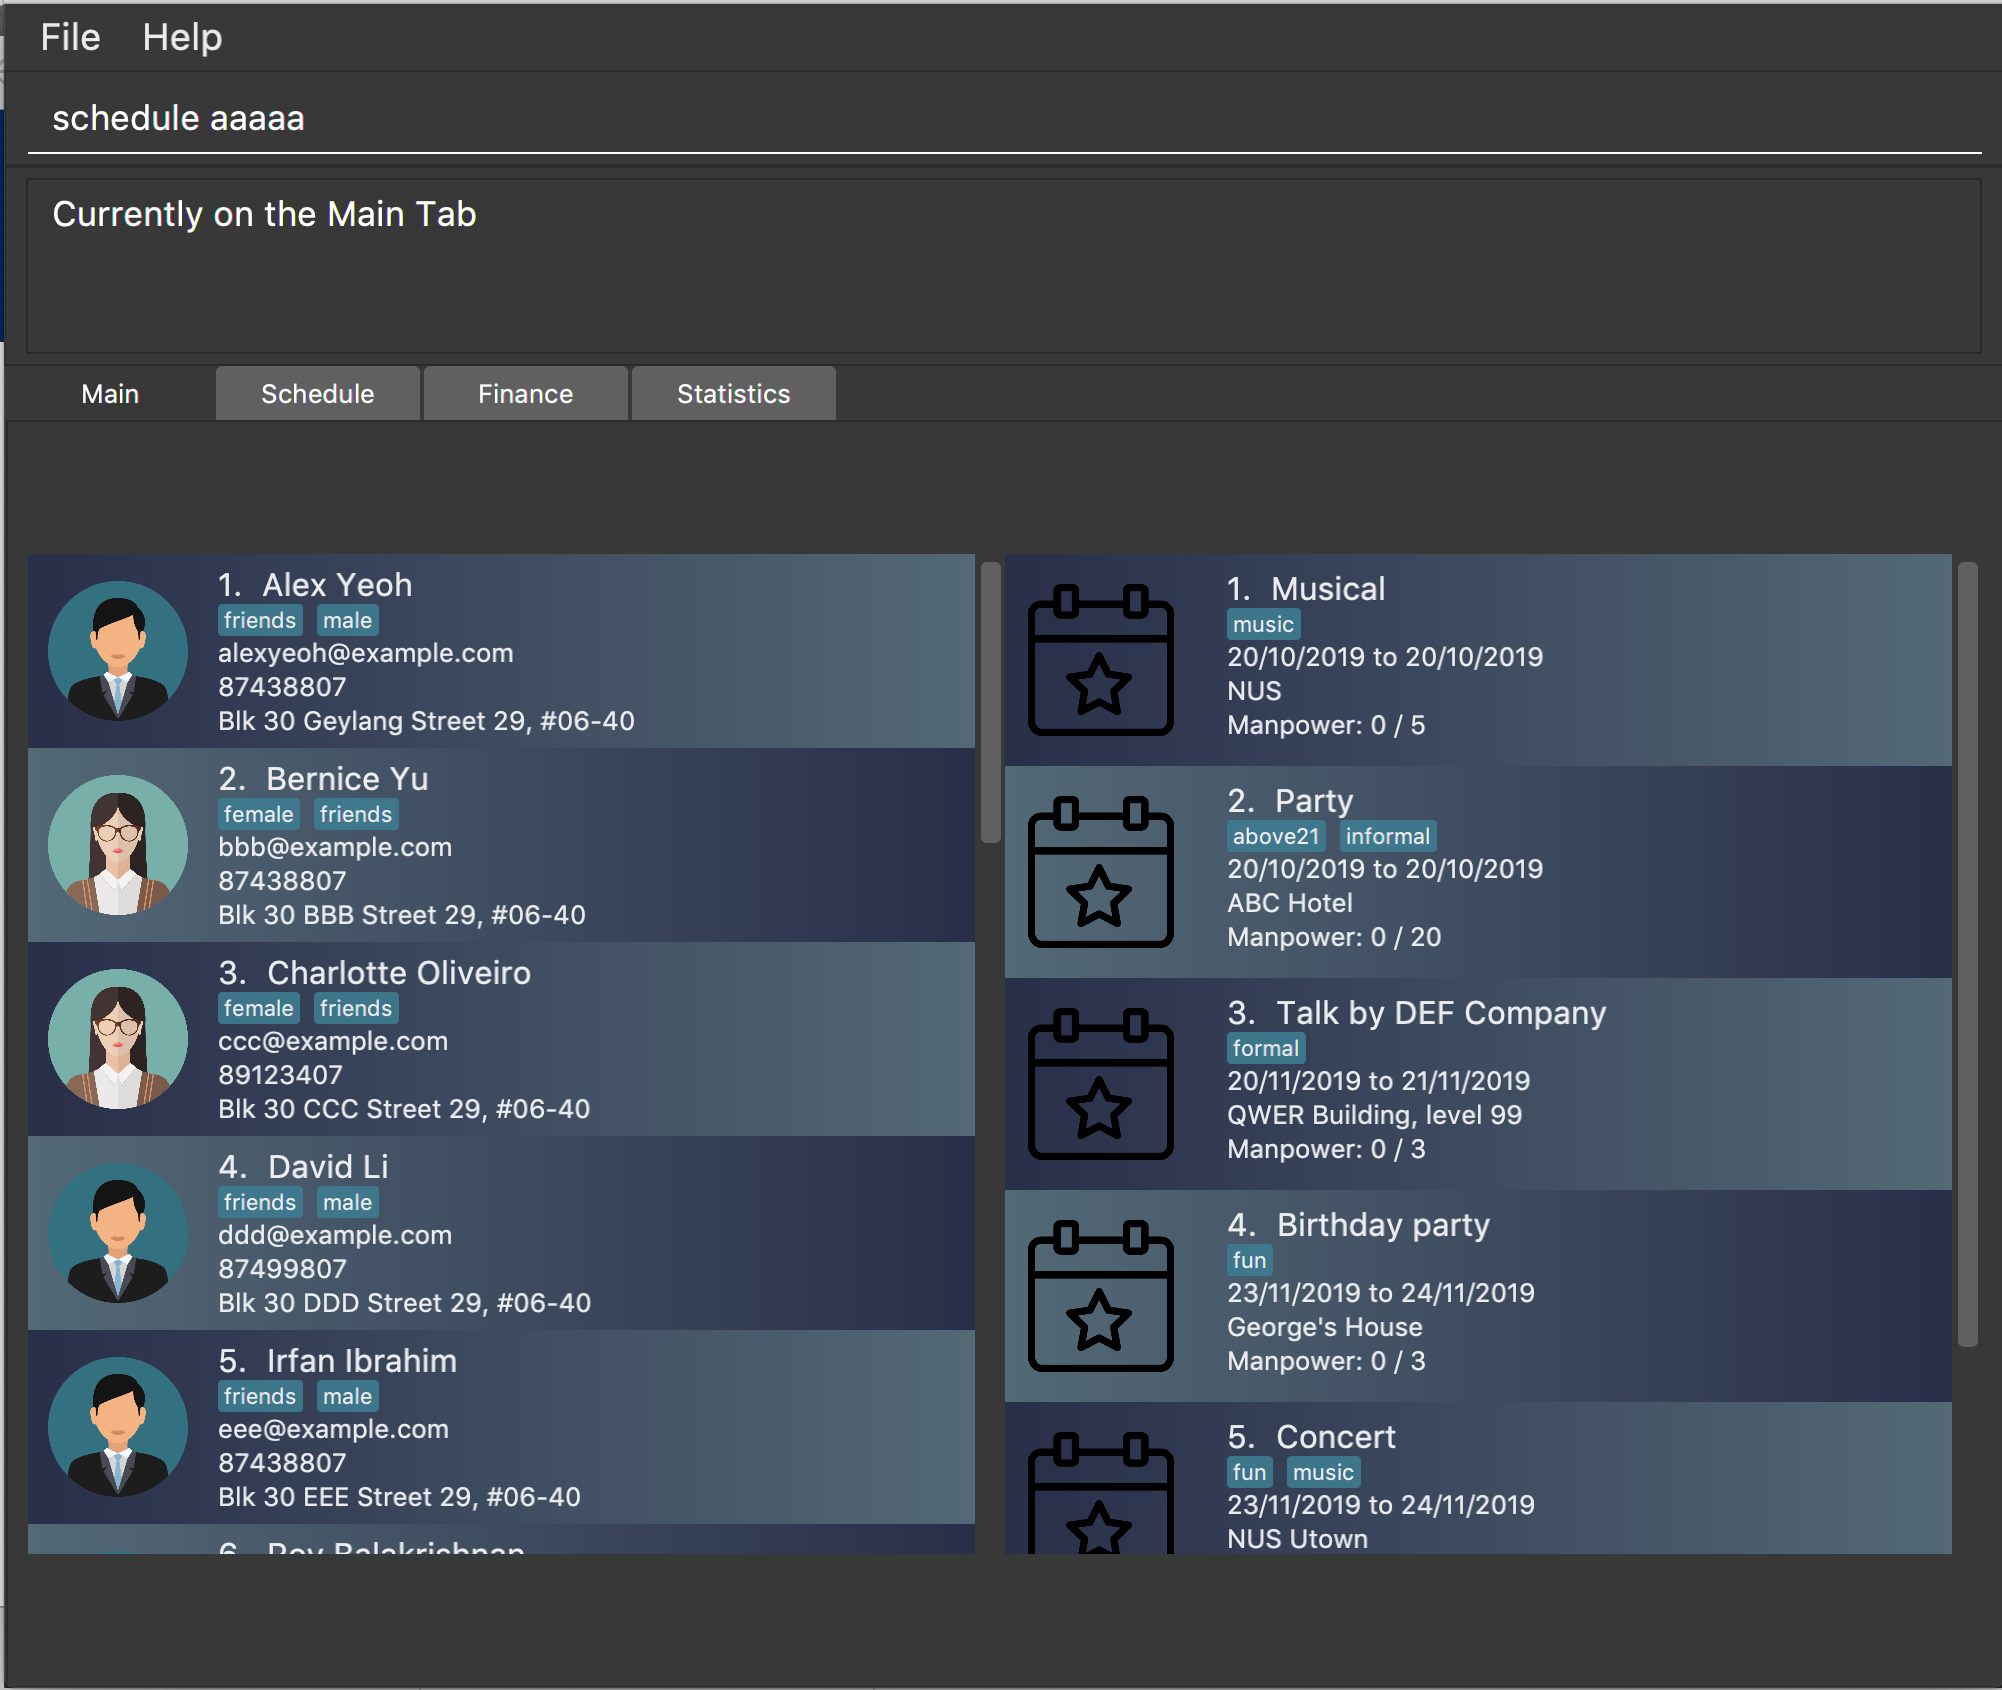 File Help
schedule aaaaa
Currently on the Main Tab
Main Schedule Finance Statistics
1. Alex Yeoh
friends male
alexyeoh@example.com
87438807
Blk 30 Geylang Street 29, #06-40
2. Bernice Yu
female friends
bbb@example.com
87438807
Blk 30 BBB Street 29, #06-40
3. Charlotte Oliveiro
female friends
ccc@example.com
89123407
Blk 30 CCC Street 29, #06-40
4. David Li
friends male
ddd@example.com
87499807
Blk 30 DDD Street 29, #06-40
5. Irfan Ibrahim
friends male
eee@example.com
87438807
Blk 30 EEE Street 29, #06-40
6. Roy Balakrishnan
1. Musical
music
20/10/2019 to 20/10/2019
NUS
Manpower: 0 / 5
2. Party
above21 informal
20/10/2019 to 20/10/2019
ABC Hotel
Manpower: 0 / 20
3. Talk by DEF Company
formal
20/11/2019 to 21/11/2019
QWER Building, level 99
Manpower: 0 / 3
4. Birthday party
fun
23/11/2019 to 24/11/2019
George's House
Manpower: 0 / 3
5. Concert
fun music
23/11/2019 to 24/11/2019
NUS Utown